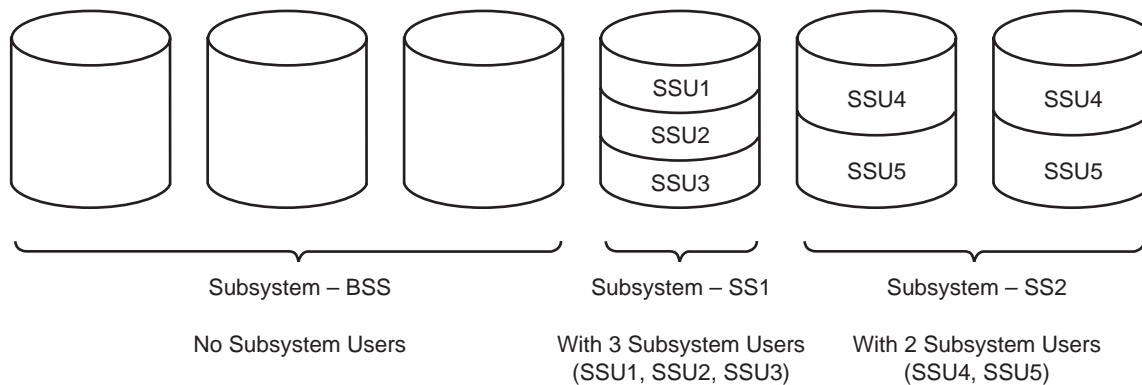 SSU1
SSU2
SSU3
SSU4
SSU5
SSU4
SSU5
Subsystem – BSS
No Subsystem Users
Subsystem – SS1
With 3 Subsystem Users
(SSU1, SSU2, SSU3)
Subsystem – SS2
With 2 Subsystem Users
(SSU4, SSU5)